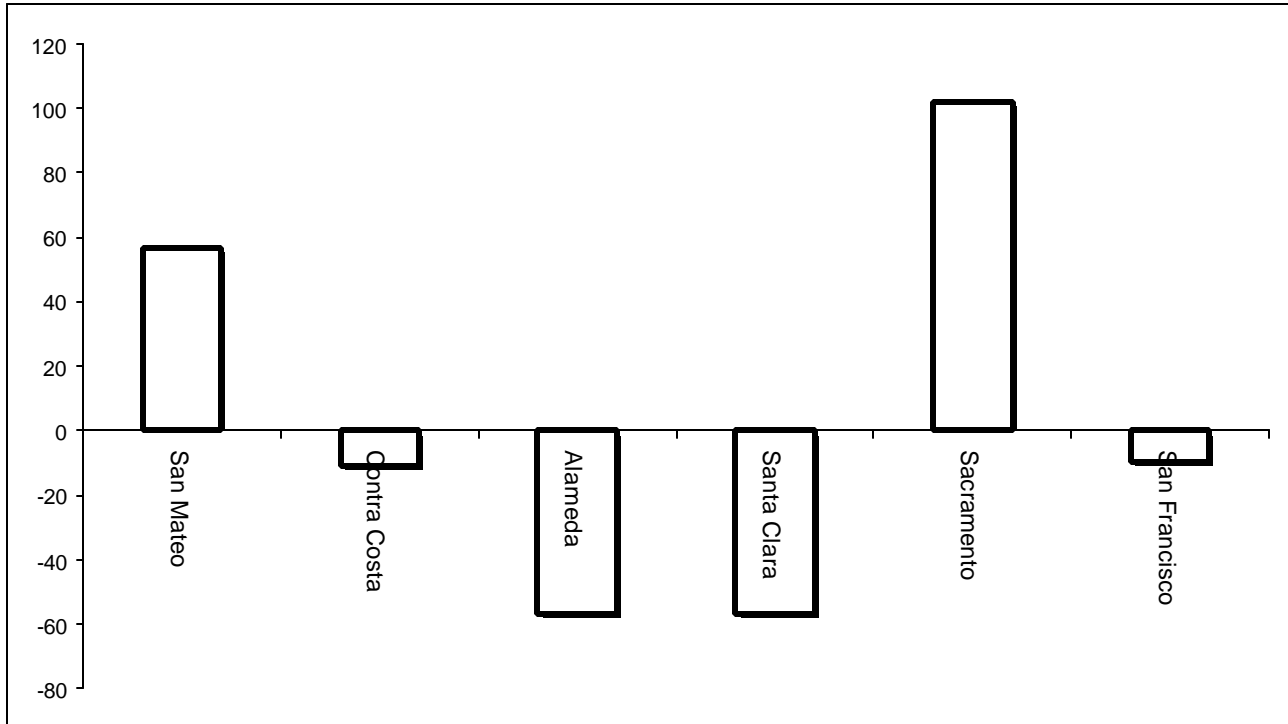 120
100
80
60
40
20
0
-20
-40
-60
-80
San Mateo
Contra Costa
Alameda
Santa Clara
Sacramento
San Francisco